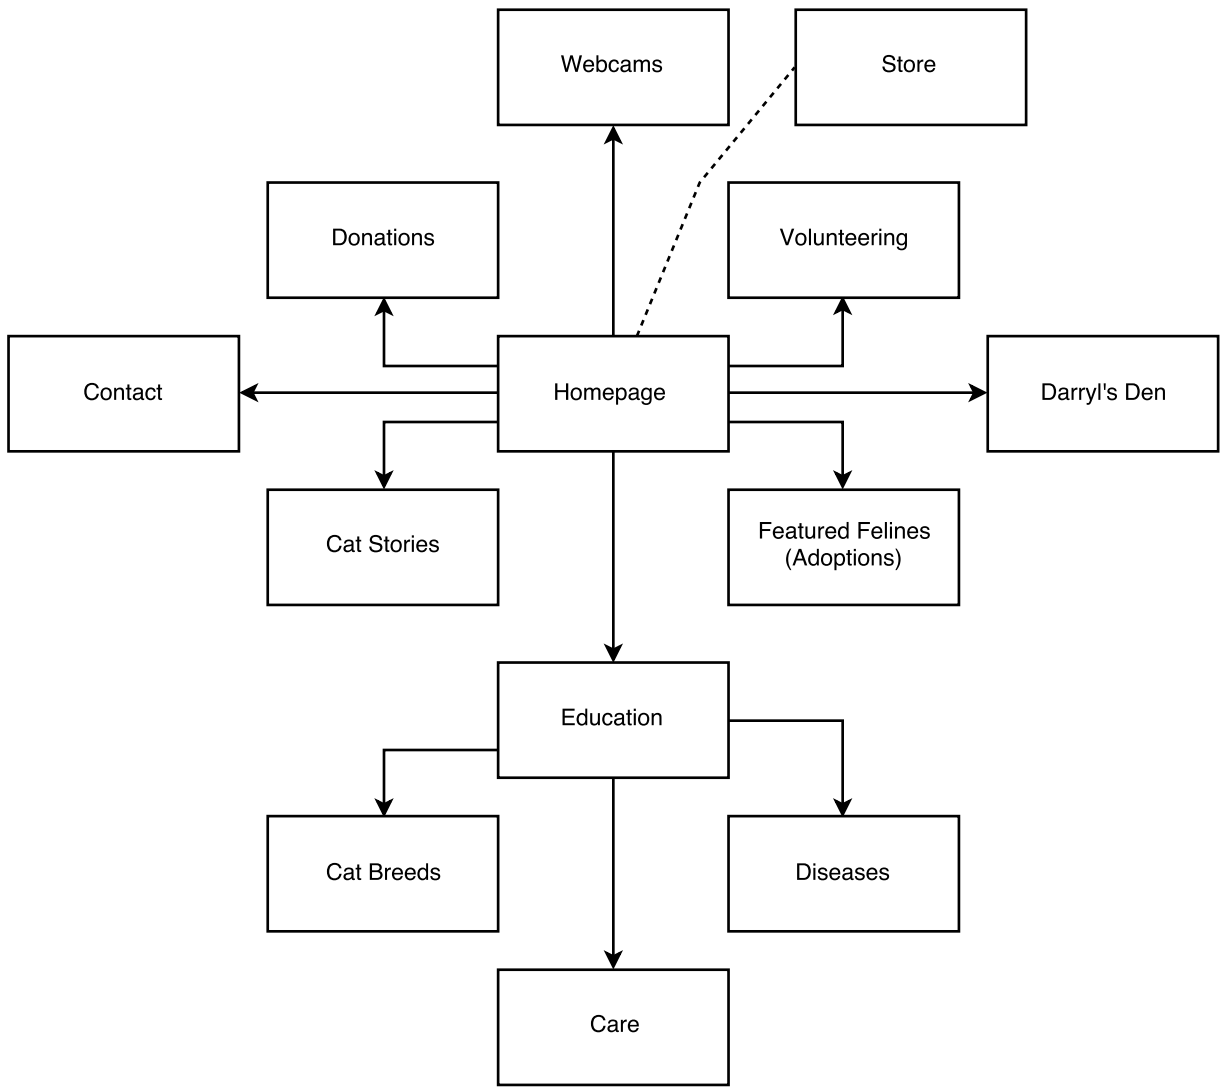 Webcams
Store
Donations
Volunteering
Contact
Homepage
Darryl's Den
Cat Stories
Featured Felines
(Adoptions)
Education
Cat Breeds
Diseases
Care